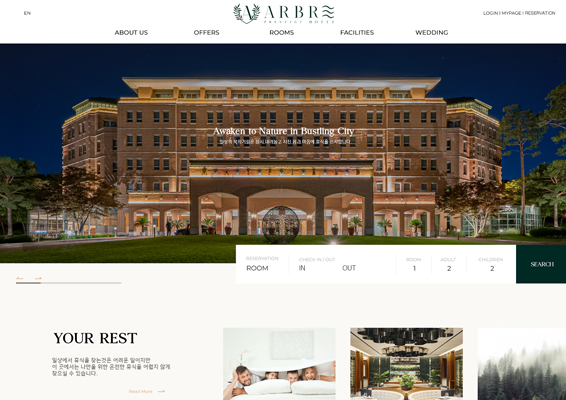 EN
ARBRE
PRESTIGE HOTEL
LOGIN I MYPAGE I RESERVATION
ABOUT US OFFERS ROOMS FACILITIES WEDDING
Awaken to Nature in Bustling City
RESERVATION CHECK IN / OUT ROOM ADULT CHILDREN
ROOM IN OUT 1 2 2
SEARCH
YOUR REST
일상에서 휴식을 찾는것은 어려운 일이지만
이 곳에서는 나만을 위한 온전한 휴식을 어렵지 않게
찾으실 수 있습니다.
Read More